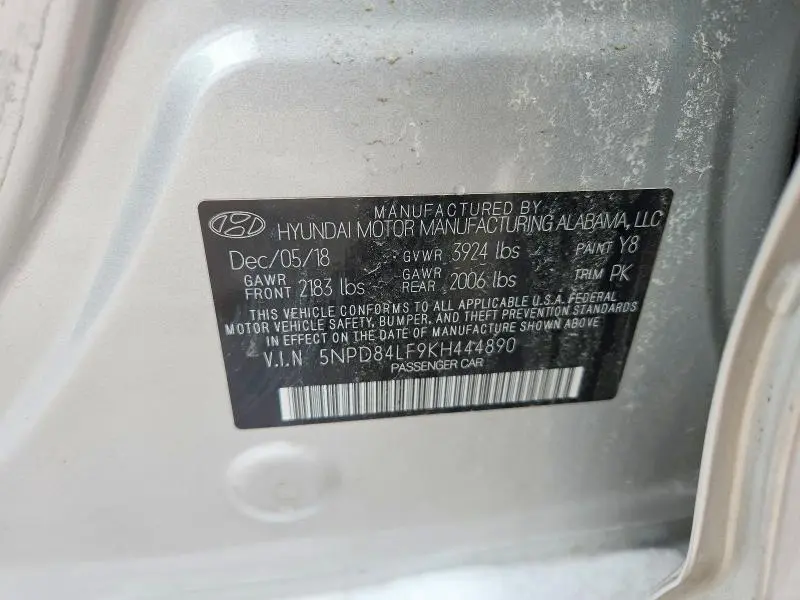 MANUFACTURED BY
HYUNDAI MOTOR MANUFACTURING ALABAMA, LLC
Dec/05/18 GVWR 3924 lbs PAINT Y8
GAWR FRONT 2183 lbs GAWR REAR 2006 lbs TRIM PK
THIS VEHICLE CONFORMS TO ALL APPLICABLE U.S.A. FEDERAL
MOTOR VEHICLE SAFETY, BUMPER, AND THEFT PREVENTION STANDARDS
IN EFFECT ON THE DATE OF MANUFACTURE SHOWN ABOVE
V.I.N 5NPD84LF9KH444890
PASSENGER CAR